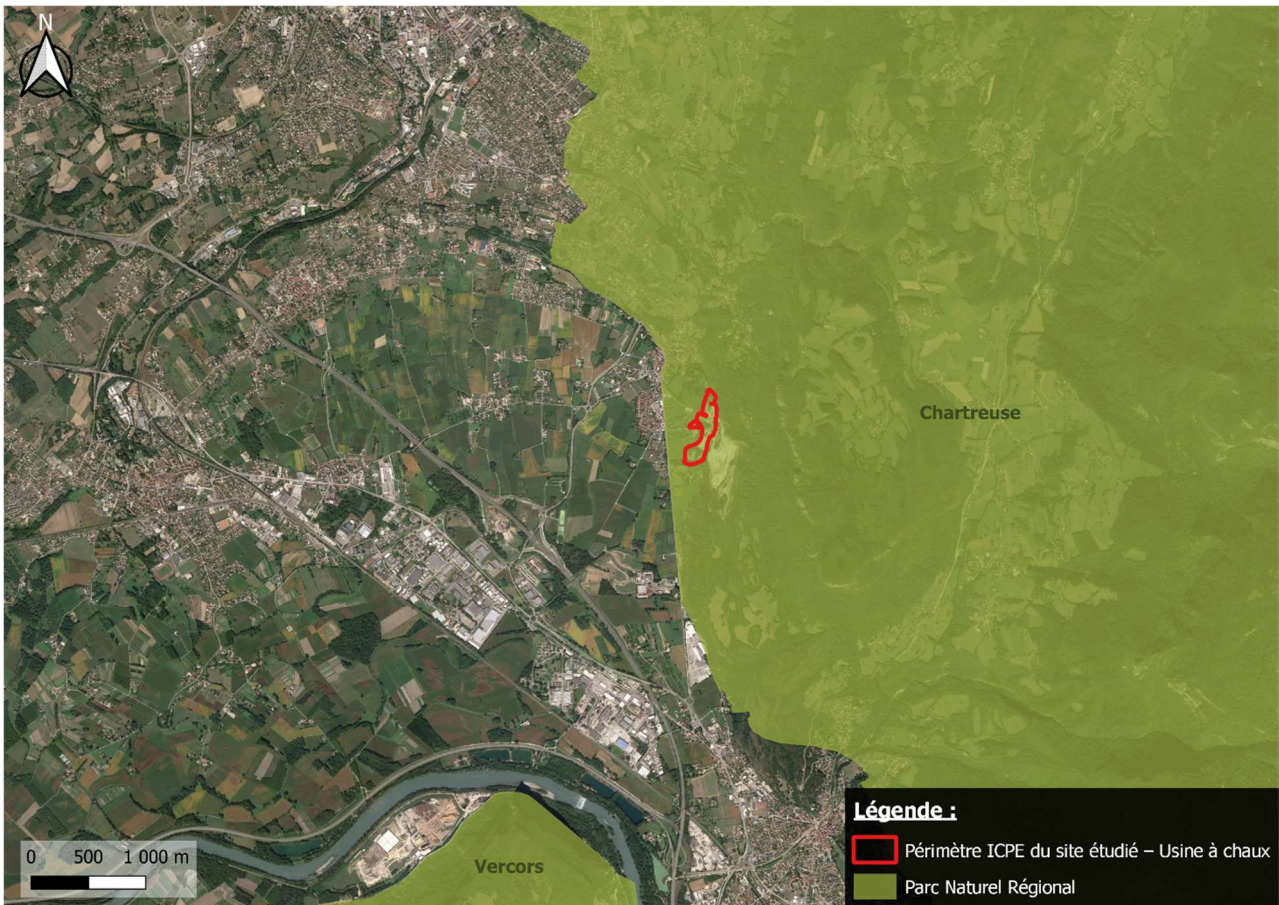 N
Chartreuse
Vercors
0 500 1 000 m
Légende :
Périmètre ICPE du site étudié – Usine à chaux
Parc Naturel Régional